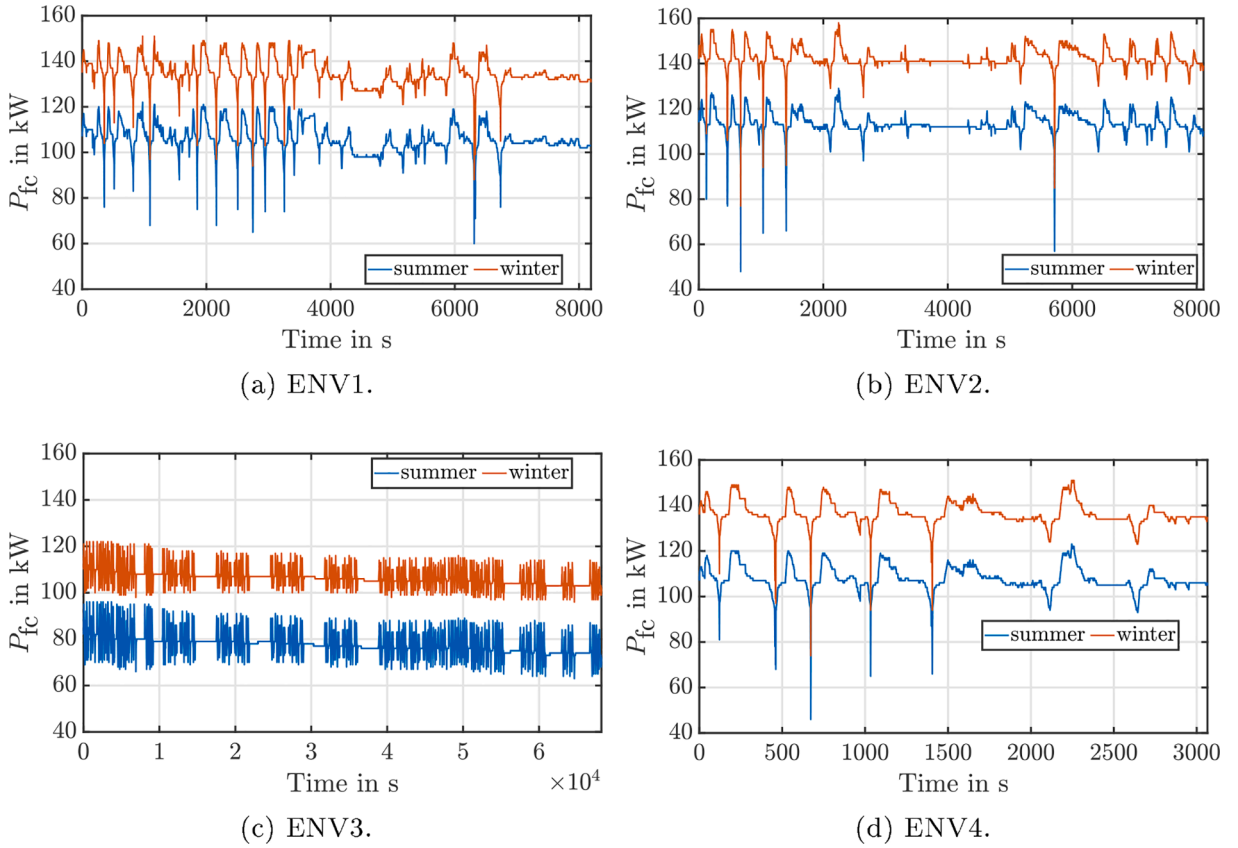 160
140
120
100
80
60
40
P_fc in kW
summer winter
0 2000 4000 6000 8000
Time in s
(a) ENV1.
160
140
120
100
80
60
40
P_fc in kW
summer winter
0 2000 4000 6000 8000
Time in s
(b) ENV2.
160
140
120
100
80
60
40
P_fc in kW
summer winter
0 1 2 3 4 5 6
Time in s
×10^4
(c) ENV3.
160
140
120
100
80
60
40
P_fc in kW
summer winter
0 500 1000 1500 2000 2500 3000
Time in s
(d) ENV4.